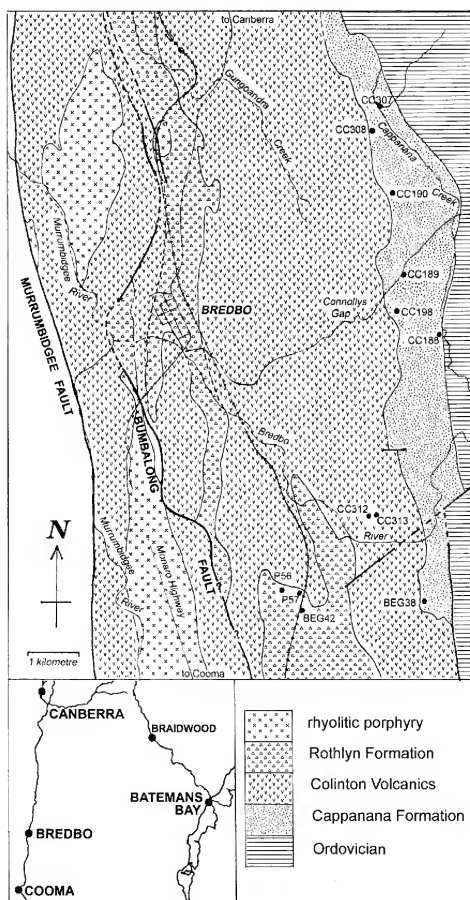 to Canberra
Gungoandra
Creek
CC307
Cappanana
CC308
Creek
CC190
Murrumbidgee
River
MURRUMBIDGEE FAULT
BREDBO
CC189
Connollys
Gap
CC198
CC188
BUMBALONG
FAULT
Bredbo
River
CC312
CC313
N
Murrumbidgee
River
Monaro Highway
P56
P57
BEG42
BEG38
1 kilometre
to Cooma
CANBERRA
BRAIDWOOD
BATEMANS
BAY
BREDBO
COOMA
rhyolitic porphyry
Rothlyn Formation
Colinton Volcanics
Cappanana Formation
Ordovician